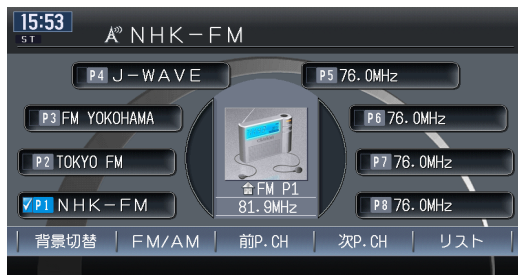 15:53
ST
NHK-FM
P4 J-WAVE
P5 76.0MHz
P3 FM YOKOHAMA
P6 76.0MHz
P2 TOKYO FM
P7 76.0MHz
P1 NHK-FM
P8 76.0MHz
FM P1
81.9MHz
背景切替 FM/AM 前P.CH 次P.CH リスト